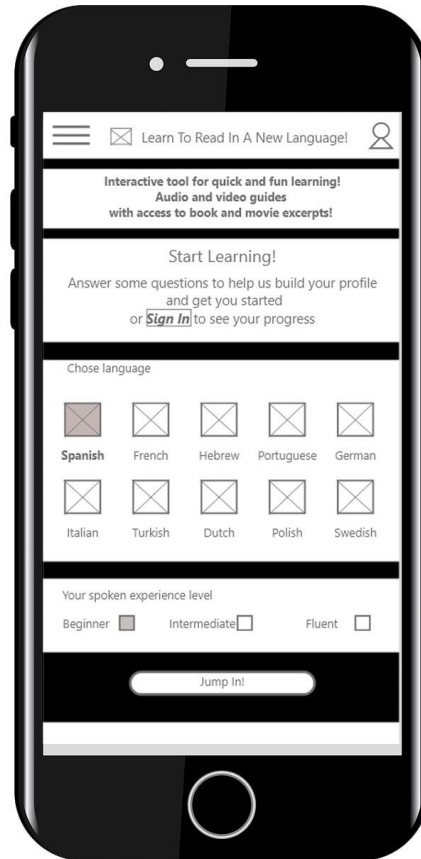 Learn To Read In A New Language!
Interactive tool for quick and fun learning!
Audio and video guides
with access to book and movie excerpts!
Start Learning!
Answer some questions to help us build your profile
and get you started
or Sign In to see your progress
Chose language
Spanish French Hebrew Portuguese German
Italian Turkish Dutch Polish Swedish
Your spoken experience level
Beginner Intermediate Fluent
Jump In!